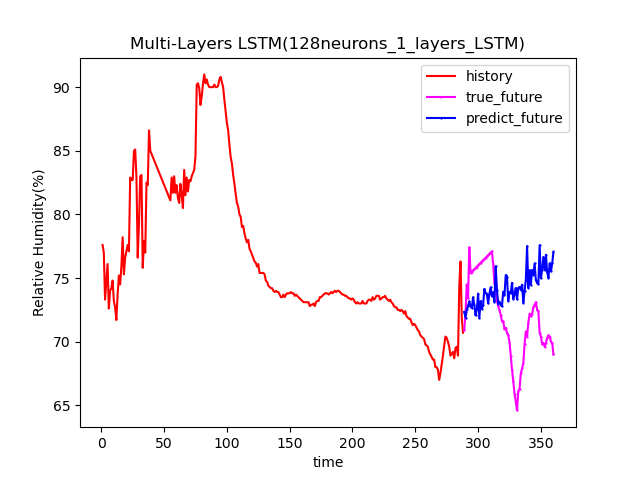 Multi-Layers LSTM(128neurons_1_layers_LSTM)
history
true_future
predict_future
Relative Humidity(%)
90
85
80
75
70
65
0 50 100 150 200 250 300 350
time